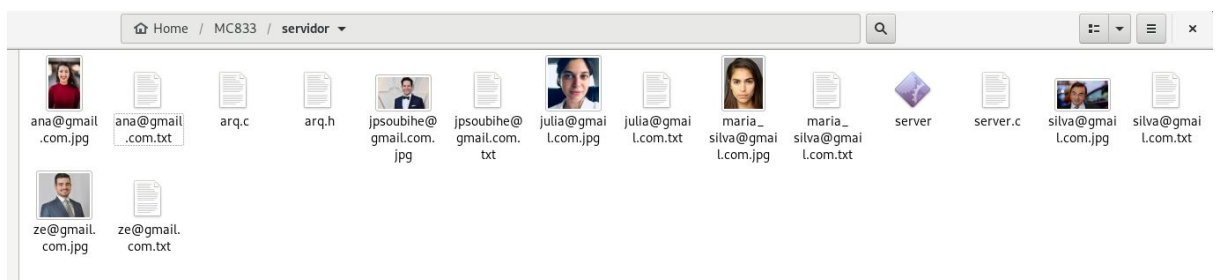 Home / MC833 / servidor
ana@gmail
.com.jpg
ana@gmail
.com.txt
arq.c
arq.h
jpsoubihe@
gmail.com.
jpg
jpsoubihe@
gmail.com.
txt
julia@gmai
l.com.jpg
julia@gmai
l.com.txt
maria_
silva@gmai
l.com.jpg
maria_
silva@gmai
l.com.txt
server
server.c
silva@gmai
l.com.jpg
silva@gmai
l.com.txt
ze@gmail.
com.jpg
ze@gmail.
com.txt